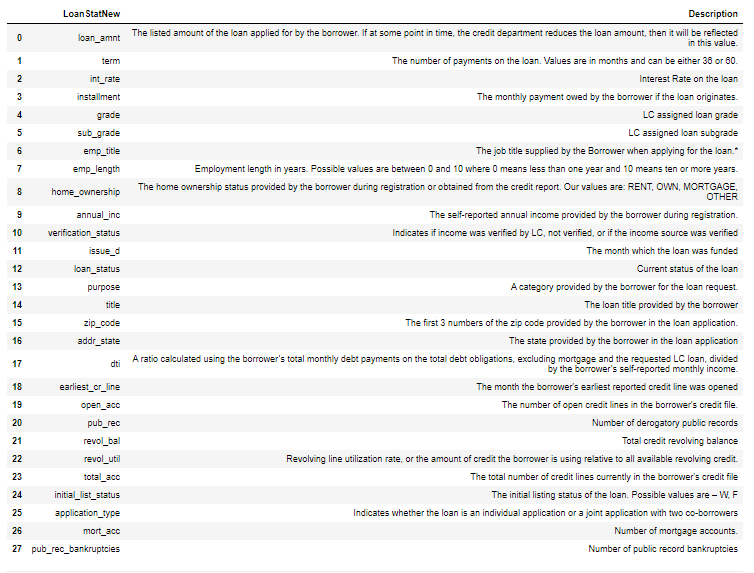 LoanStatNew Description
0 loan_amnt The listed amount of the loan applied for by the borrower. If at some point in time, the credit department reduces the loan amount, then it will be reflected
in this value.
1 term The number of payments on the loan. Values are in months and can be either 36 or 60.
2 int_rate Interest Rate on the loan
3 installment The monthly payment owed by the borrower if the loan originates.
4 grade LC assigned loan grade
5 sub_grade LC assigned loan subgrade
6 emp_title The job title supplied by the Borrower when applying for the loan.*
7 emp_length Employment length in years. Possible values are between 0 and 10 where 0 means less than one year and 10 means ten or more years.
8 home_ownership The home ownership status provided by the borrower during registration or obtained from the credit report. Our values are: RENT, OWN, MORTGAGE,
OTHER
9 annual_inc The self-reported annual income provided by the borrower during registration.
10 verification_status Indicates if income was verified by LC, not verified, or if the income source was verified
11 issue_d The month which the loan was funded
12 loan_status Current status of the loan
13 purpose A category provided by the borrower for the loan request.
14 title The loan title provided by the borrower
15 zip_code The first 3 numbers of the zip code provided by the borrower in the loan application.
16 addr_state The state provided by the borrower in the loan application
17 dti A ratio calculated using the borrower's total monthly debt payments on the total debt obligations, excluding mortgage and the requested LC loan, divided
by the borrower's self-reported monthly income.
18 earliest_cr_line The month the borrower's earliest reported credit line was opened
19 open_acc The number of open credit lines in the borrower's credit file.
20 pub_rec Number of derogatory public records
21 revol_bal Total credit revolving balance
22 revol_util Revolving line utilization rate, or the amount of credit the borrower is using relative to all available revolving credit.
23 total_acc The total number of credit lines currently in the borrower's credit file
24 initial_list_status The initial listing status of the loan. Possible values are – W, F
25 application_type Indicates whether the loan is an individual application or a joint application with two co-borrowers
26 mort_acc Number of mortgage accounts.
27 pub_rec_bankruptcies Number of public record bankruptcies